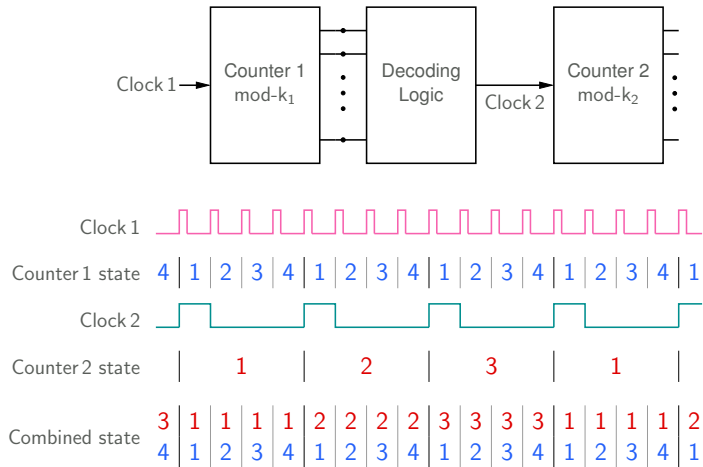 Counter 1
mod-k₁
Decoding
Logic
Counter 2
mod-k₂
Clock 1
Clock 2
Clock 1
Counter 1 state 4 1 2 3 4 1 2 3 4 1 2 3 4 1 2 3 4 1
Clock 2
Counter 2 state 1 2 3 1
Combined state
3 1 1 1 1 2 2 2 2 3 3 3 3 1 1 1 1 2
4 1 2 3 4 1 2 3 4 1 2 3 4 1 2 3 4 1